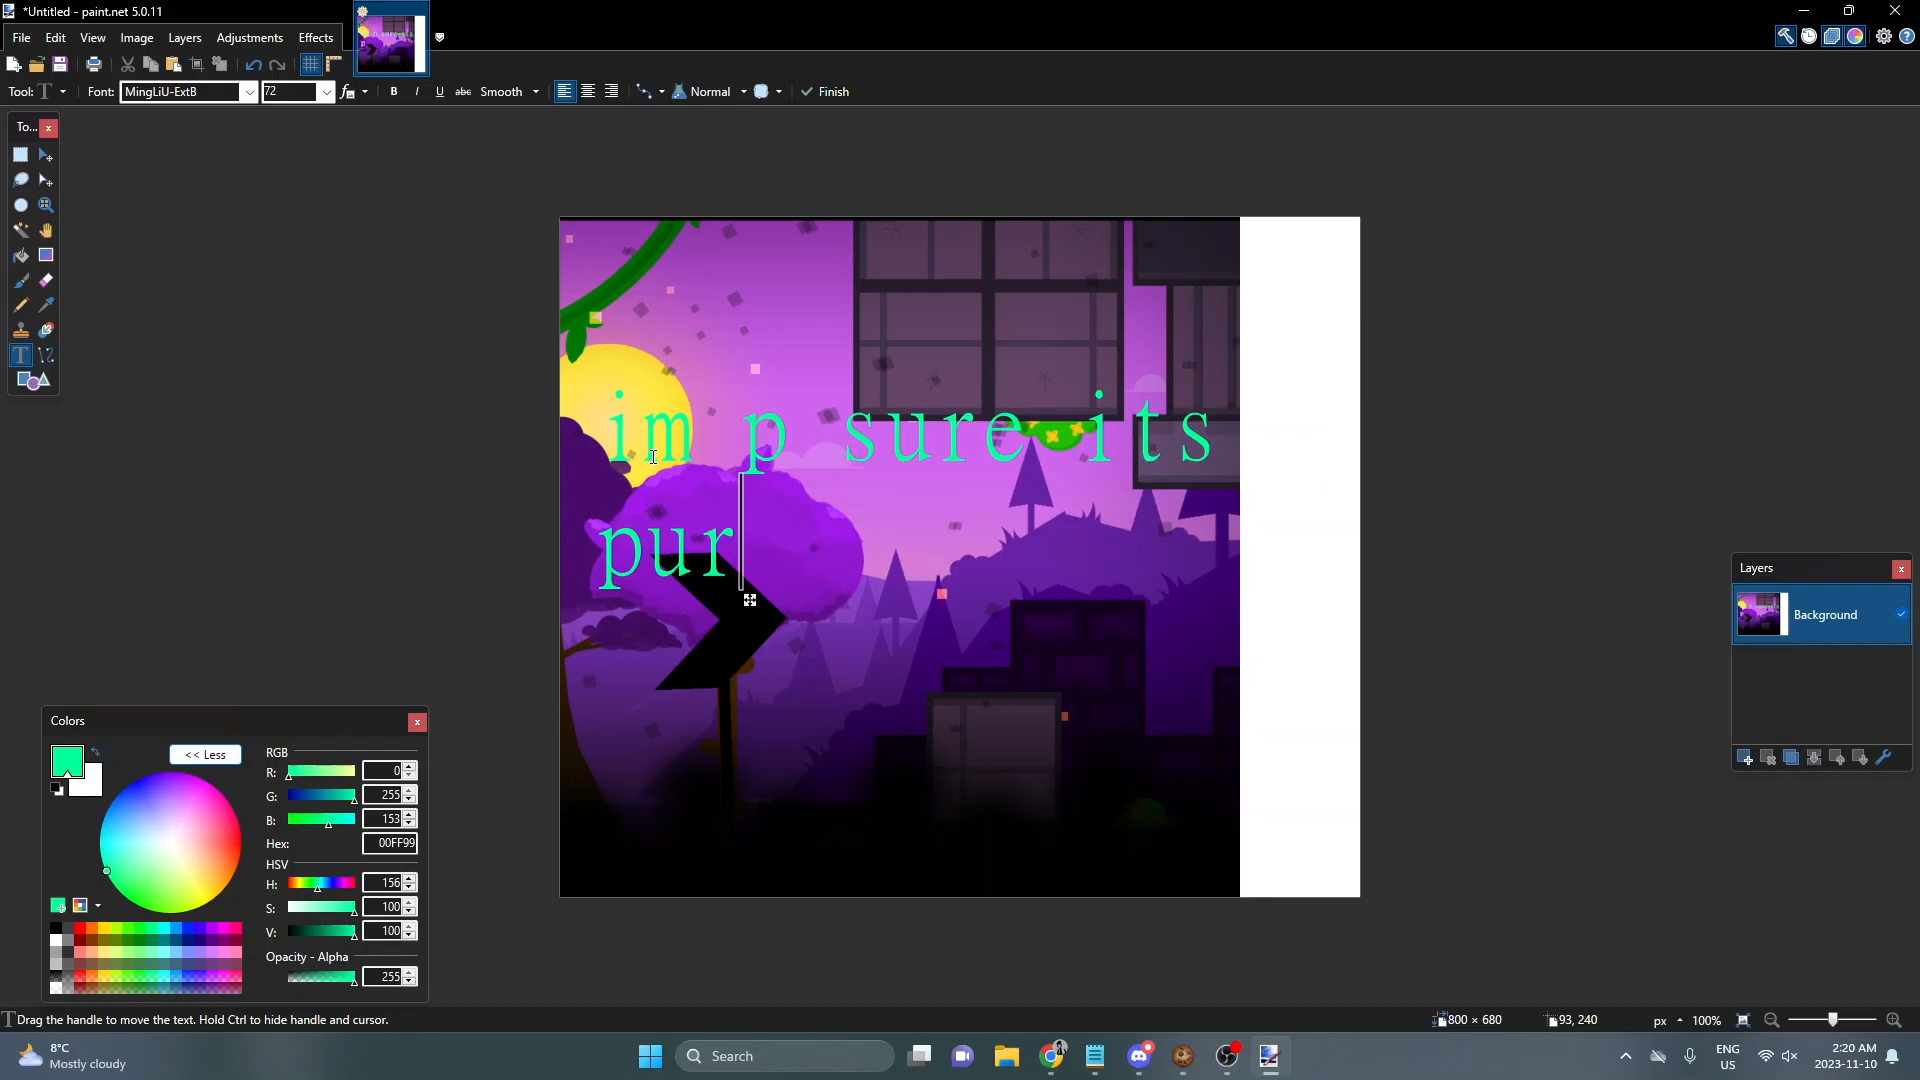 *Untitled - paint.net 5.0.11
File Edit View Image Layers Adjustments Effects
Tool: T Font: MingLiU-ExtB 72 fx B I U abc Smooth Normal Finish
To...
im p sure its
pur
Layers
Background
Colors
<< Less
RGB
R: 0
G: 255
B: 153
Hex: 00FF99
HSV
H: 156
S: 100
V: 100
Opacity - Alpha
255
Drag the handle to move the text. Hold Ctrl to hide handle and cursor.
800 × 680 93, 240 px 100%
8°C
Mostly cloudy
Search
ENG
US
2:20 AM
2023-11-10